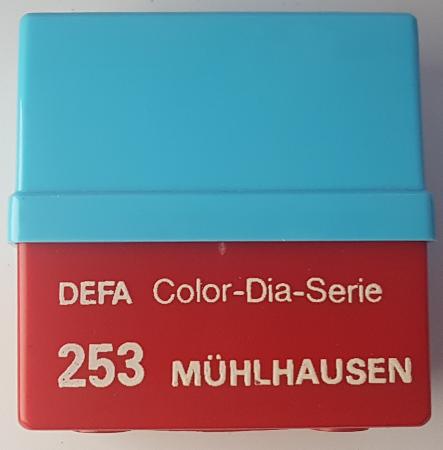 DEFA Color-Dia-Serie
253 MÜHLHAUSEN